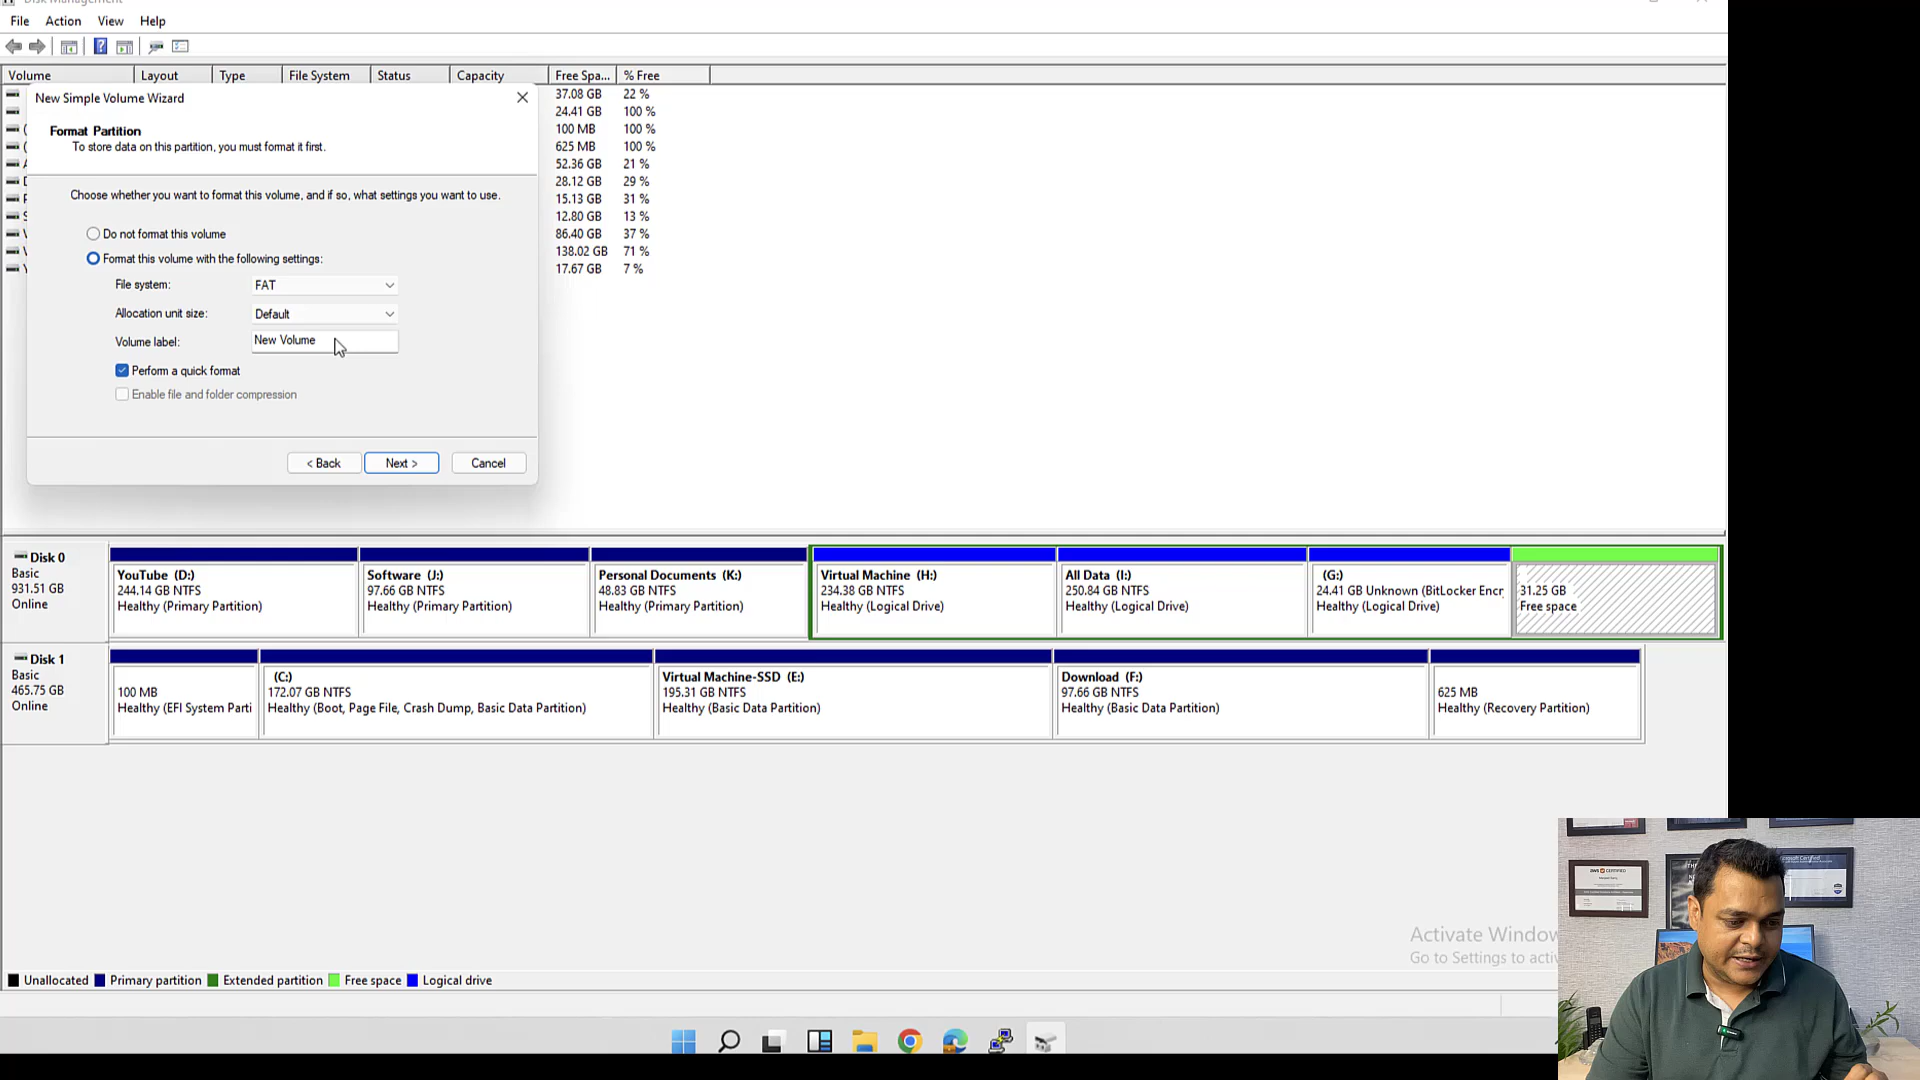 Disk Management
File Action View Help
Volume Layout Type File System Status Capacity Free Spa... % Free
37.08 GB 22 %
24.41 GB 100 %
100 MB 100 %
625 MB 100 %
52.36 GB 21 %
28.12 GB 29 %
15.13 GB 31 %
12.80 GB 13 %
86.40 GB 37 %
138.02 GB 71 %
17.67 GB 7 %
New Simple Volume Wizard
Format Partition
To store data on this partition, you must format it first.
Choose whether you want to format this volume, and if so, what settings you want to use.
Do not format this volume
Format this volume with the following settings:
File system: FAT
Allocation unit size: Default
Volume label: New Volume
Perform a quick format
Enable file and folder compression
< Back Next > Cancel
Disk 0
Basic
931.51 GB
Online
YouTube (D:)
244.14 GB NTFS
Healthy (Primary Partition)
Software (J:)
97.66 GB NTFS
Healthy (Primary Partition)
Personal Documents (K:)
48.83 GB NTFS
Healthy (Primary Partition)
Virtual Machine (H:)
234.38 GB NTFS
Healthy (Logical Drive)
All Data (I:)
250.84 GB NTFS
Healthy (Logical Drive)
(G:)
24.41 GB Unknown (BitLocker Encr
Healthy (Logical Drive)
31.25 GB
Free space
Disk 1
Basic
465.75 GB
Online
100 MB
Healthy (EFI System Parti
(C:)
172.07 GB NTFS
Healthy (Boot, Page File, Crash Dump, Basic Data Partition)
Virtual Machine-SSD (E:)
195.31 GB NTFS
Healthy (Basic Data Partition)
Download (F:)
97.66 GB NTFS
Healthy (Basic Data Partition)
625 MB
Healthy (Recovery Partition)
Activate Window
Go to Settings to activ
Unallocated Primary partition Extended partition Free space Logical drive